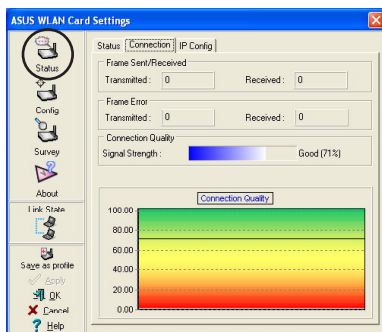 ASUS WLAN Card Settings
Status
Config
Survey
About
Link State
Save as profile
Apply
OK
Cancel
Help
Status Connection IP Config
Frame Sent/Received
Transmitted : 0 Received : 0
Frame Error
Transmitted : 0 Received : 0
Connection Quality
Signal Strength : Good (71%)
Connection Quality
100.00
80.00
60.00
40.00
20.00
0.00